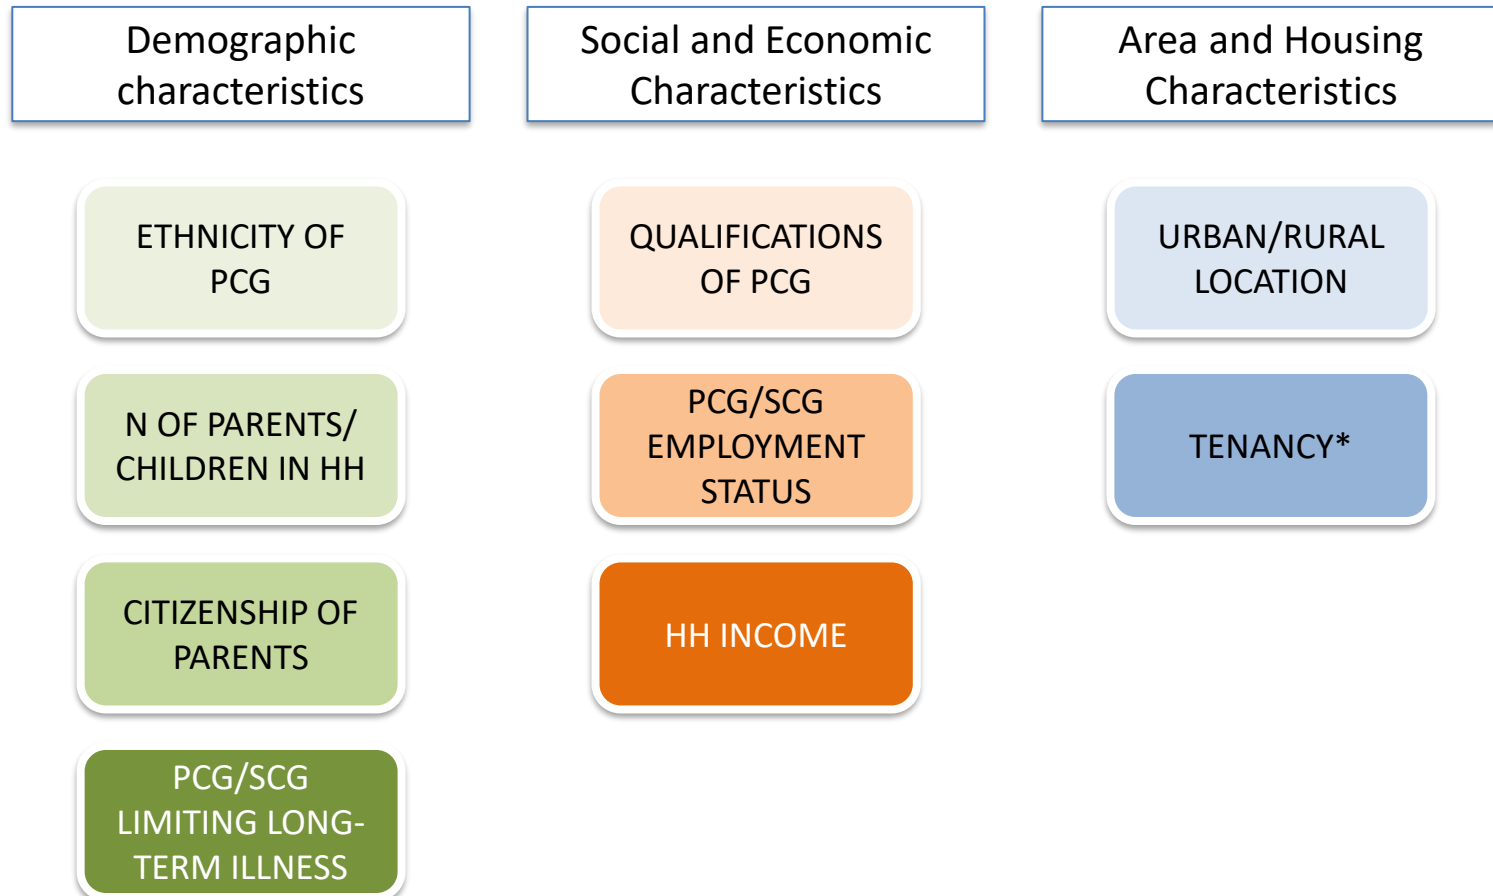 Demographic
characteristics
ETHNICITY OF
PCG
N OF PARENTS/
CHILDREN IN HH
CITIZENSHIP OF
PARENTS
PCG/SCG
LIMITING LONG-
TERM ILLNESS
Social and Economic
Characteristics
QUALIFICATIONS
OF PCG
PCG/SCG
EMPLOYMENT
STATUS
HH INCOME
Area and Housing
Characteristics
URBAN/RURAL
LOCATION
TENANCY*